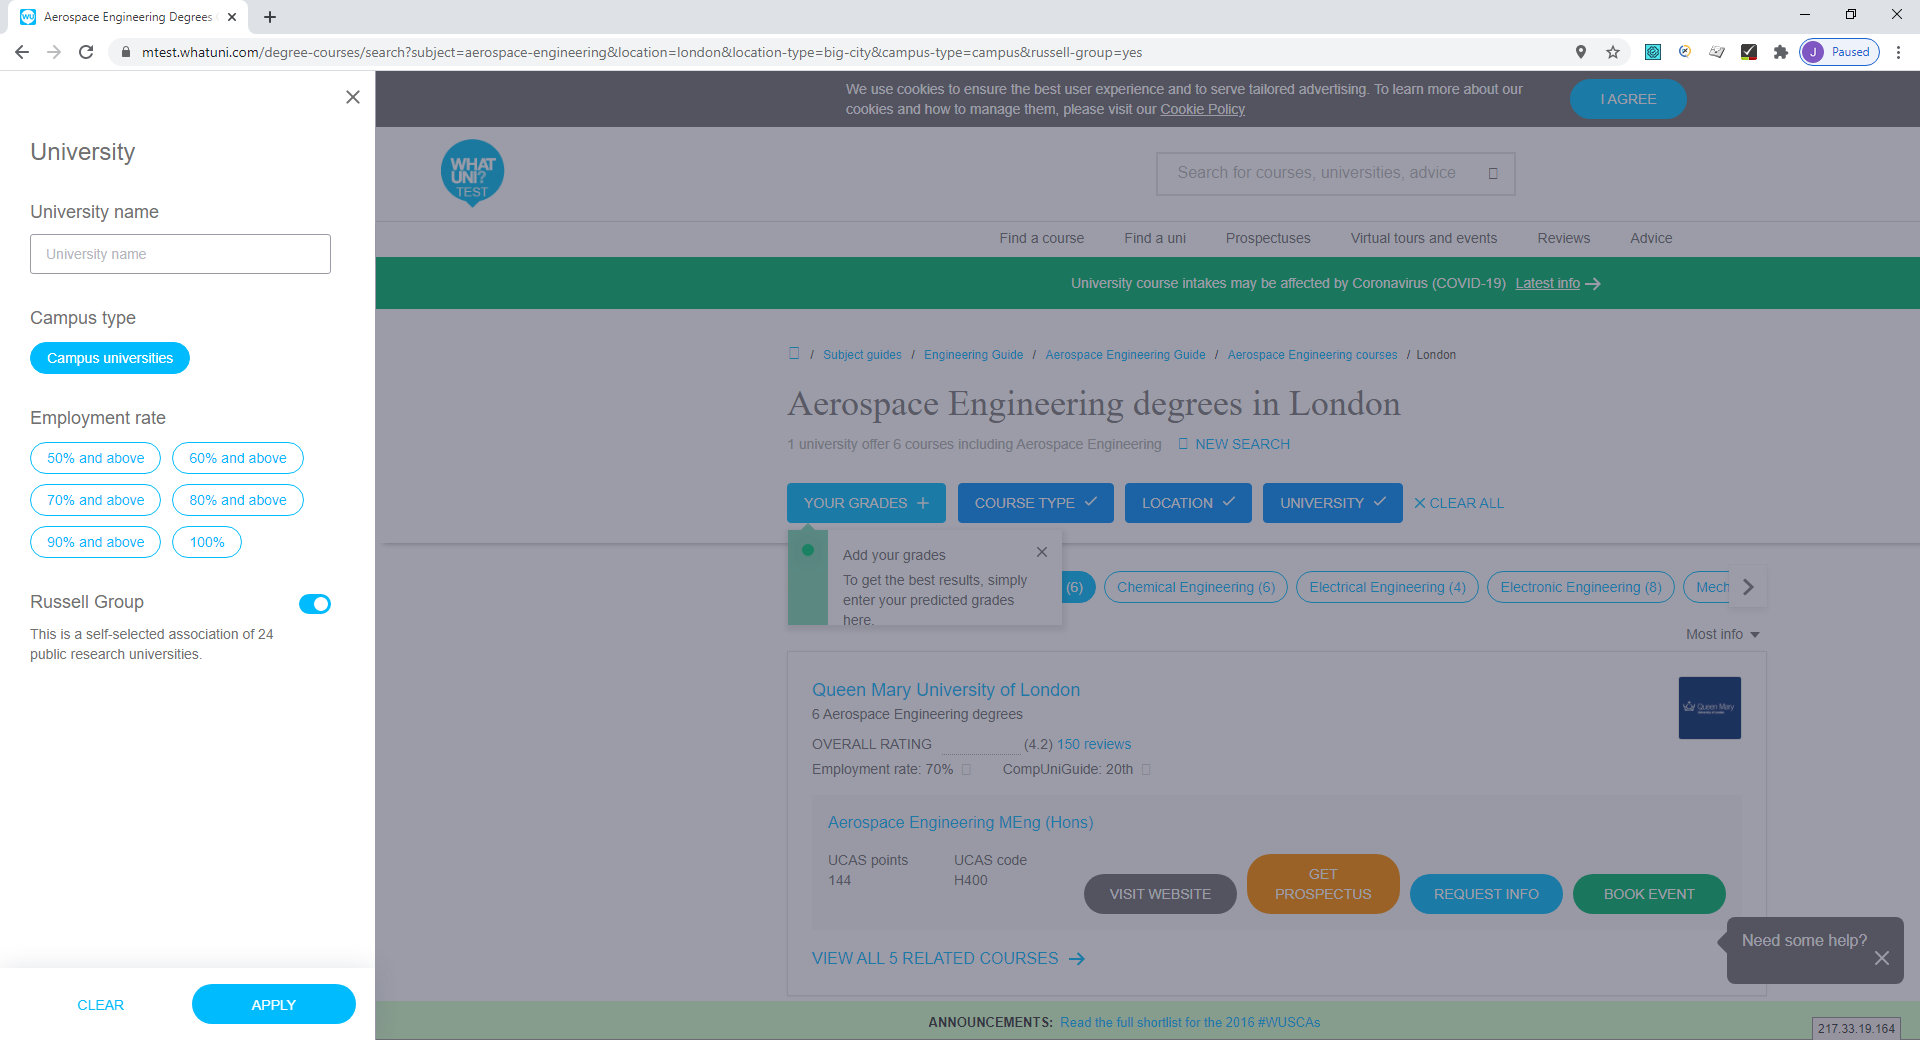 Aerospace Engineering Degrees
mtest.whatuni.com/degree-courses/search?subject=aerospace-engineering&location=london&location-type=big-city&campus-type=campus&russell-group=yes
J Paused
University
University name
University name
Campus type
Campus universities
Employment rate
50% and above 60% and above
70% and above 80% and above
90% and above 100%
Russell Group
This is a self-selected association of 24
public research universities.
CLEAR APPLY
We use cookies to ensure the best user experience and to serve tailored advertising. To learn more about our
cookies and how to manage them, please visit our Cookie Policy
I AGREE
WHAT
UNI?
TEST
Search for courses, universities, advice
Find a course Find a uni Prospectuses Virtual tours and events Reviews Advice
University course intakes may be affected by Coronavirus (COVID-19) Latest info
/ Subject guides / Engineering Guide / Aerospace Engineering Guide / Aerospace Engineering courses / London
Aerospace Engineering degrees in London
1 university offer 6 courses including Aerospace Engineering NEW SEARCH
YOUR GRADES COURSE TYPE LOCATION UNIVERSITY CLEAR ALL
Add your grades
To get the best results, simply
enter your predicted grades
here.
(6) Chemical Engineering (6) Electrical Engineering (4) Electronic Engineering (8) Mech
Most info
Queen Mary University of London
6 Aerospace Engineering degrees
OVERALL RATING (4.2) 150 reviews
Employment rate: 70% CompUniGuide: 20th
Queen Mary
Aerospace Engineering MEng (Hons)
UCAS points UCAS code
144 H400
VISIT WEBSITE
GET
PROSPECTUS
REQUEST INFO
BOOK EVENT
VIEW ALL 5 RELATED COURSES
Need some help?
ANNOUNCEMENTS: Read the full shortlist for the 2016 #WUSCAs
217.33.19.164